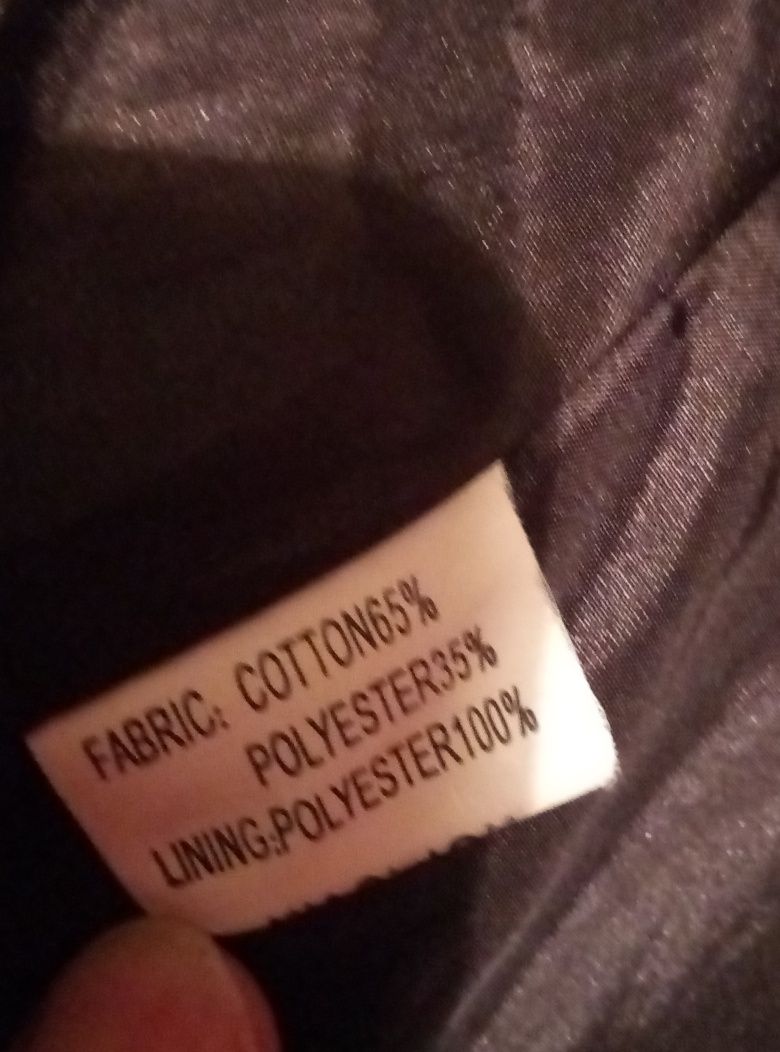 FABRIC: COTTON65%
POLYESTER35%
LINING:POLYESTER100%